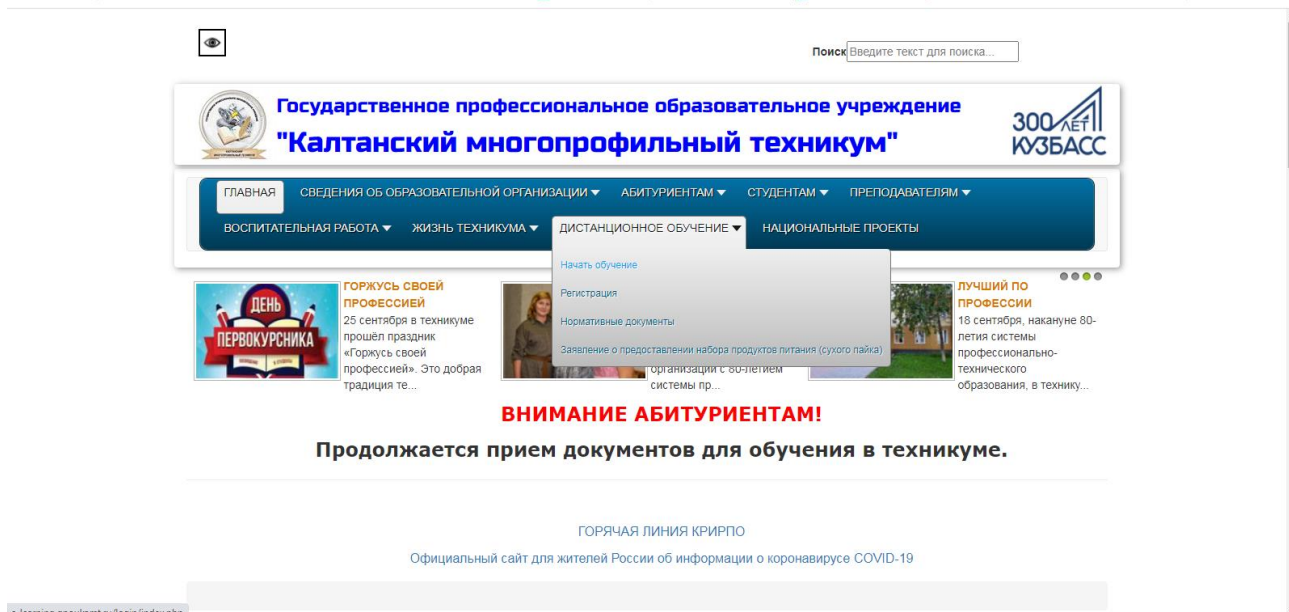 Поиск Введите текст для поиска...
Государственное профессиональное образовательное учреждение
"Калтанский многопрофильный техникум"
300 ЛЕТ
КУЗБАСС
ГЛАВНАЯ СВЕДЕНИЯ ОБ ОБРАЗОВАТЕЛЬНОЙ ОРГАНИЗАЦИИ АБИТУРИЕНТАМ СТУДЕНТАМ ПРЕПОДАВАТЕЛЯМ
ВОСПИТАТЕЛЬНАЯ РАБОТА ЖИЗНЬ ТЕХНИКУМА ДИСТАНЦИОННОЕ ОБУЧЕНИЕ НАЦИОНАЛЬНЫЕ ПРОЕКТЫ
Начать обучение
Регистрация
Нормативные документы
Заявление о предоставлении набора продуктов питания (сухого пайка)
ДЕНЬ
ПЕРВОКУРСНИКА
ГОРЖУСЬ СВОЕЙ
ПРОФЕССИЕЙ
25 сентября в техникуме
прошёл праздник
«Горжусь своей
профессией». Это добрая
традиция те...
организации с 80-летием
системы пр...
ЛУЧШИЙ ПО
ПРОФЕССИИ
18 сентября, накануне 80-
летия системы
профессионально-
технического
образования, в технику...
ВНИМАНИЕ АБИТУРИЕНТАМ!
Продолжается прием документов для обучения в техникуме.
ГОРЯЧАЯ ЛИНИЯ КРИРПО
Официальный сайт для жителей России об информации о коронавирусе COVID-19